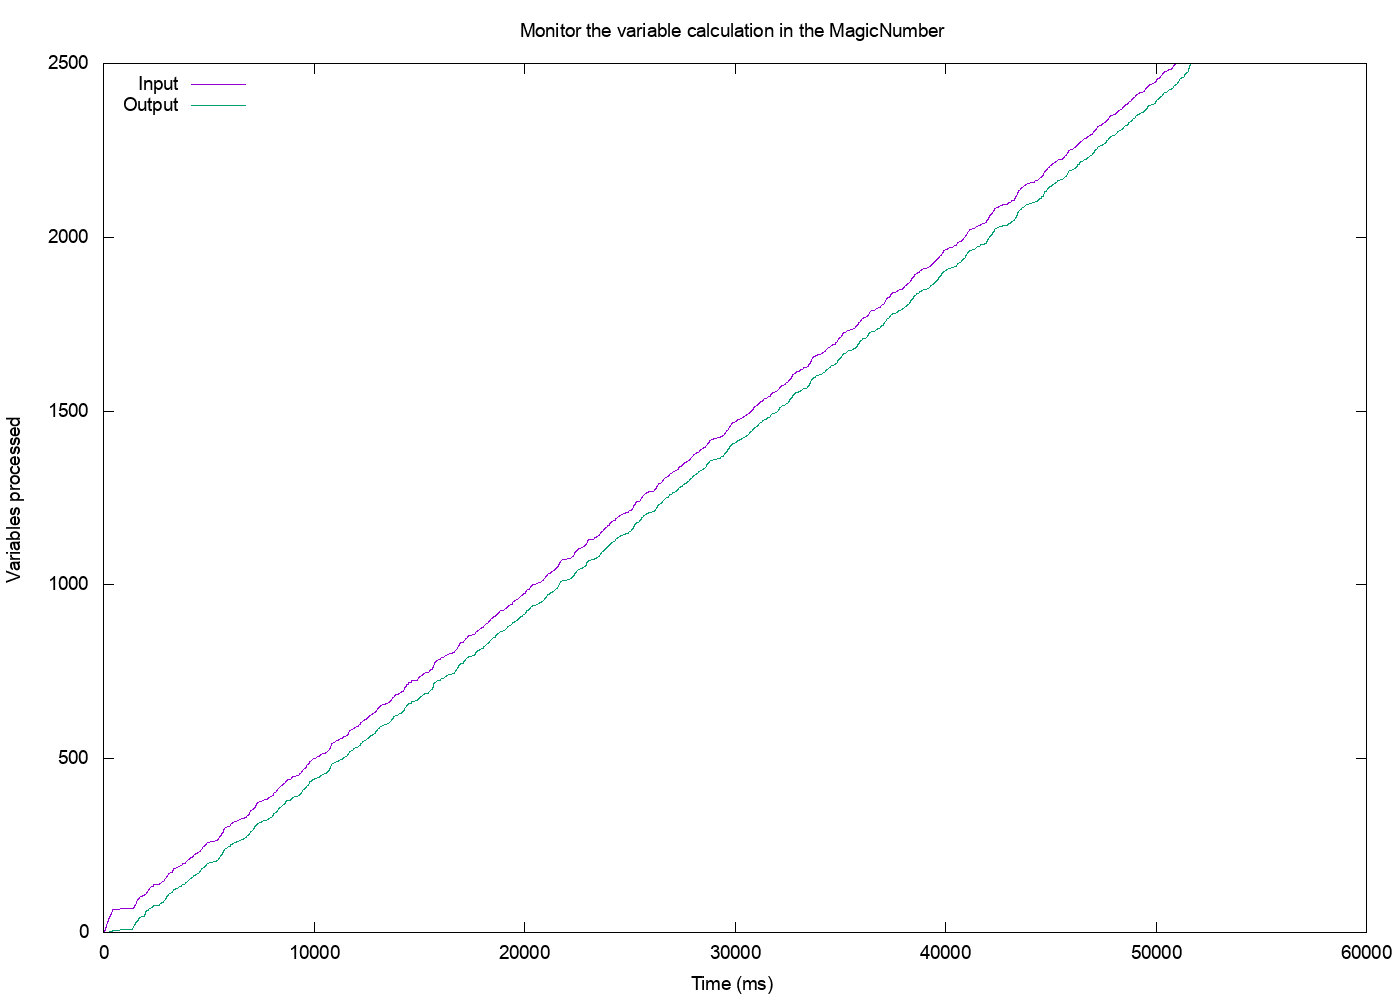 Monitor the variable calculation in the MagicNumber
2500
Input
Output
2000
1500
Variables processed
1000
500
0
0 10000 20000 30000 40000 50000 60000
Time (ms)